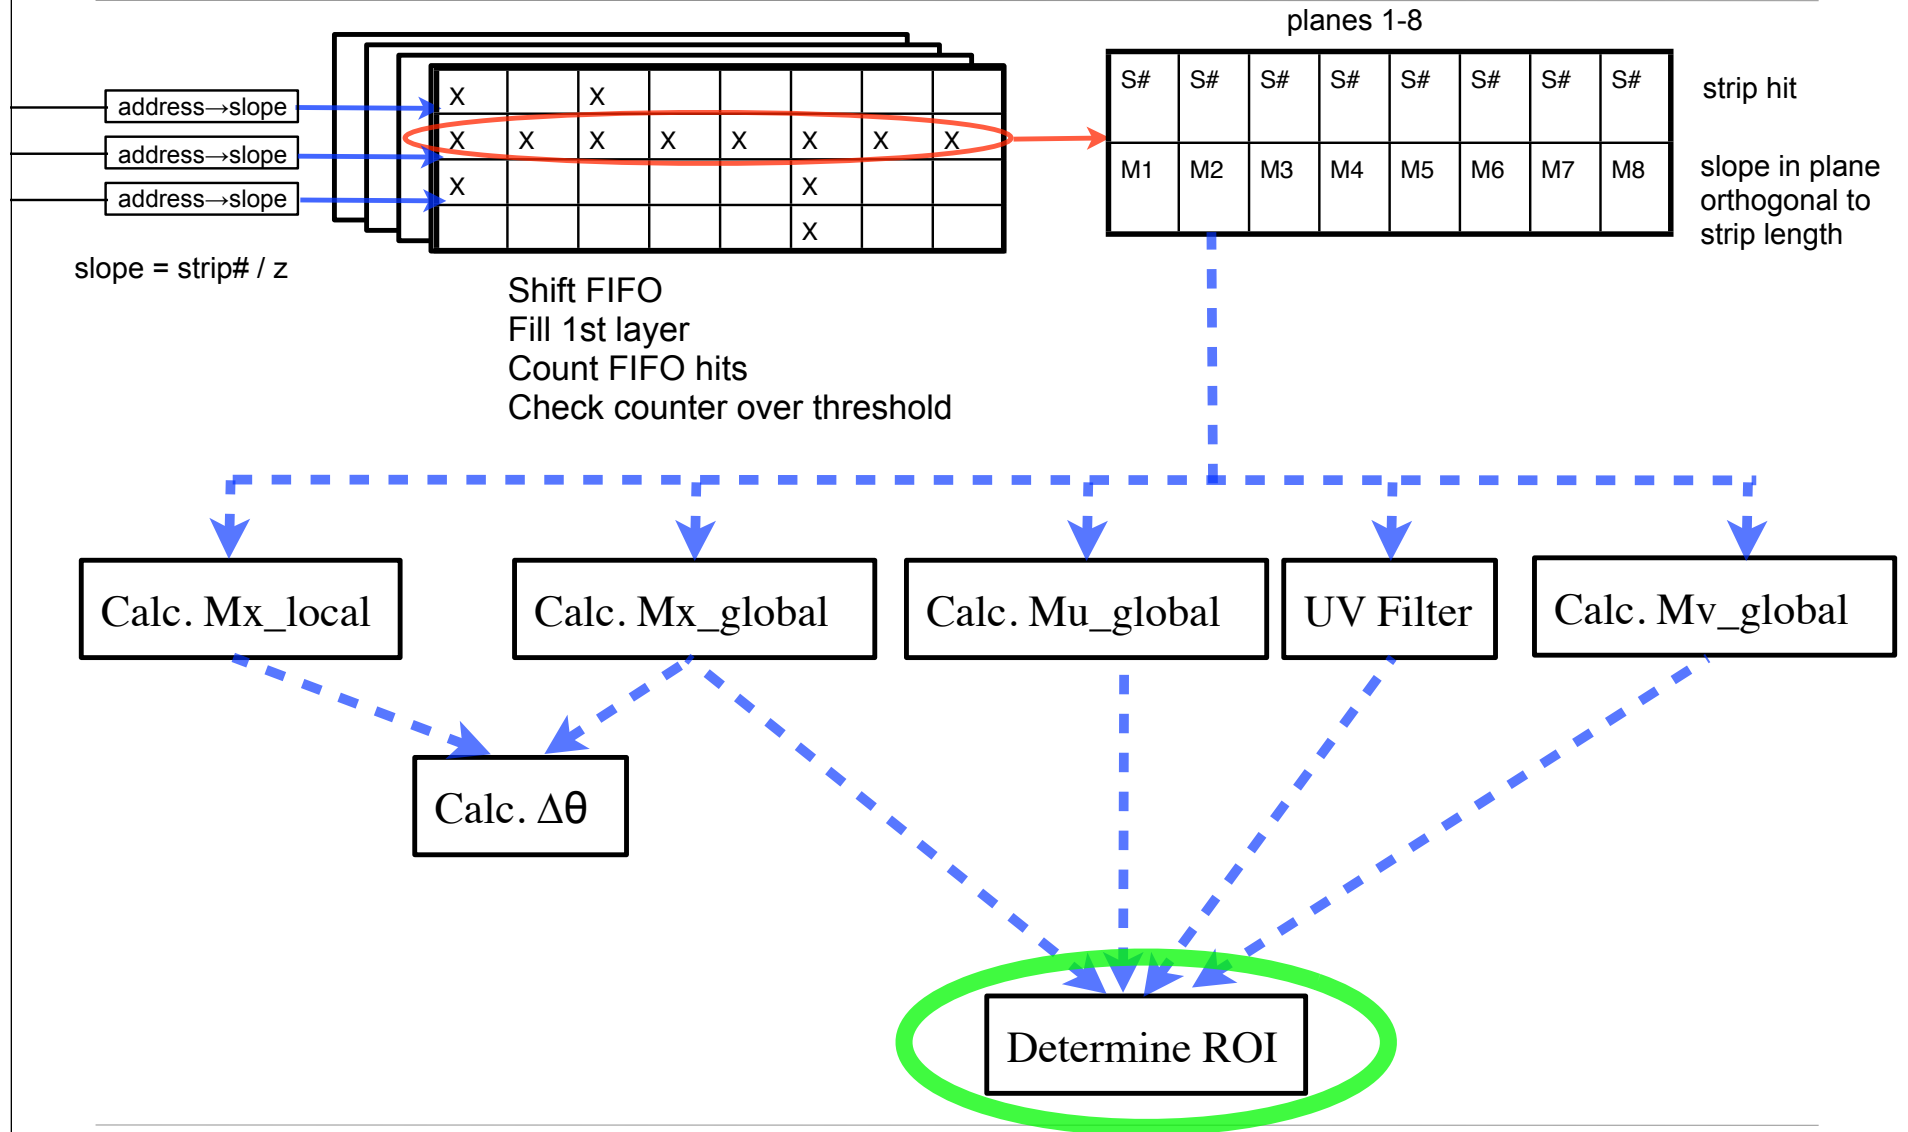 planes 1-8
address→slope
address→slope
address→slope
slope = strip# / z
X X
X X X X X X X X
X X
X
S# S# S# S# S# S# S# S#
strip hit
M1 M2 M3 M4 M5 M6 M7 M8
slope in plane
orthogonal to
strip length
Shift FIFO
Fill 1st layer
Count FIFO hits
Check counter over threshold
Calc. Mx_local
Calc. Mx_global
Calc. Mu_global
UV Filter
Calc. Mv_global
Calc. Δθ
Determine ROI